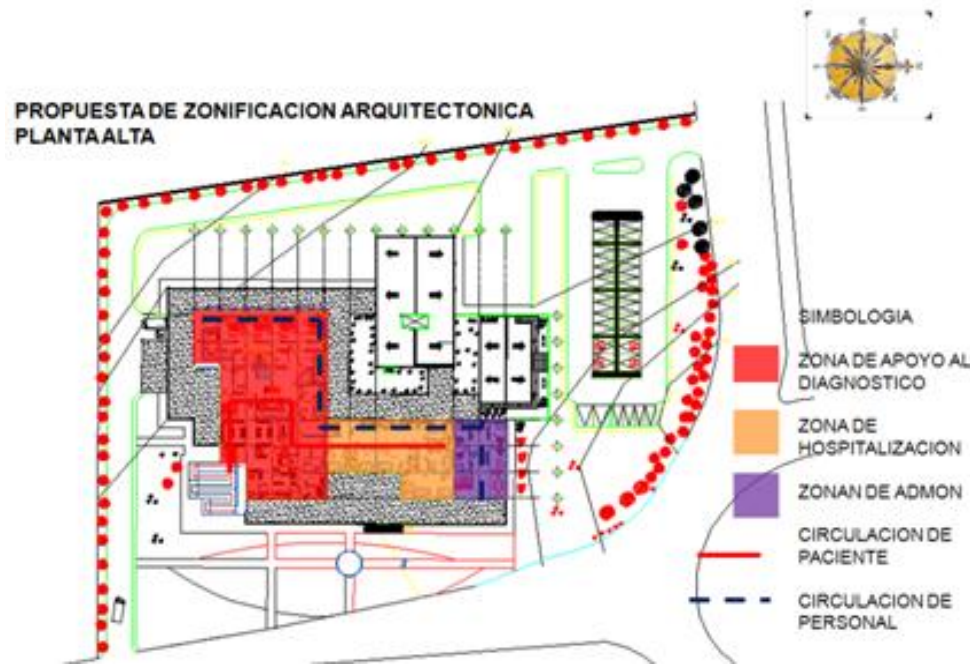 PROPUESTA DE ZONIFICACION ARQUITECTONICA
PLANTA ALTA
SIMBOLOGIA
ZONA DE APOYO AL
DIAGNOSTICO
ZONA DE
HOSPITALIZACION
ZONAN DE ADMON
CIRCULACION DE
PACIENTE
CIRCULACION DE
PERSONAL